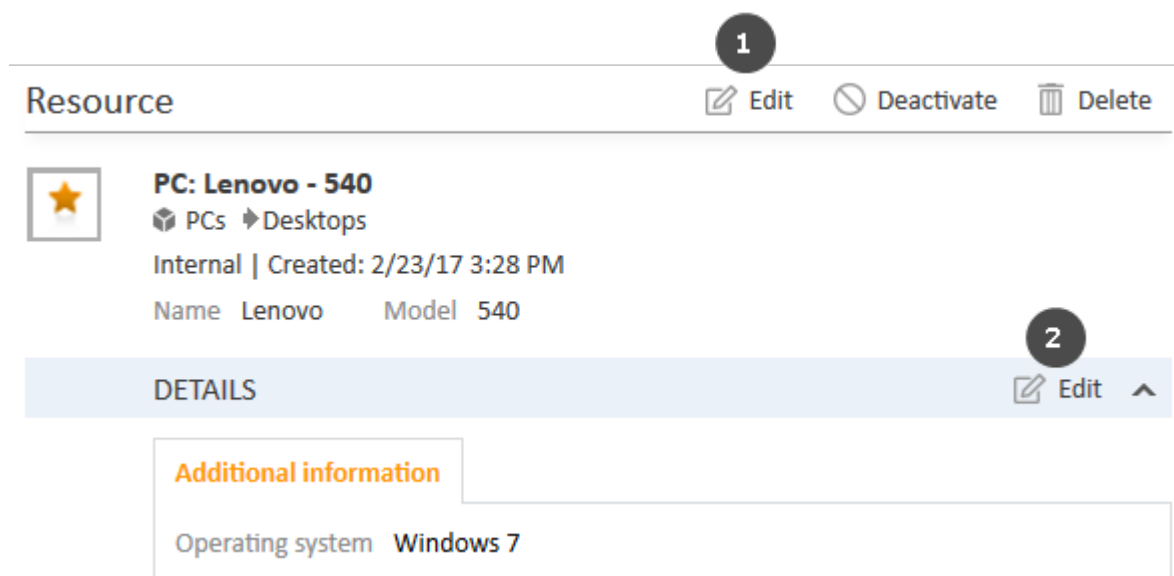 1
Resource Edit Deactivate Delete
PC: Lenovo - 540
PCs Desktops
Internal | Created: 2/23/17 3:28 PM
Name Lenovo Model 540
2
DETAILS Edit
Additional information
Operating system Windows 7